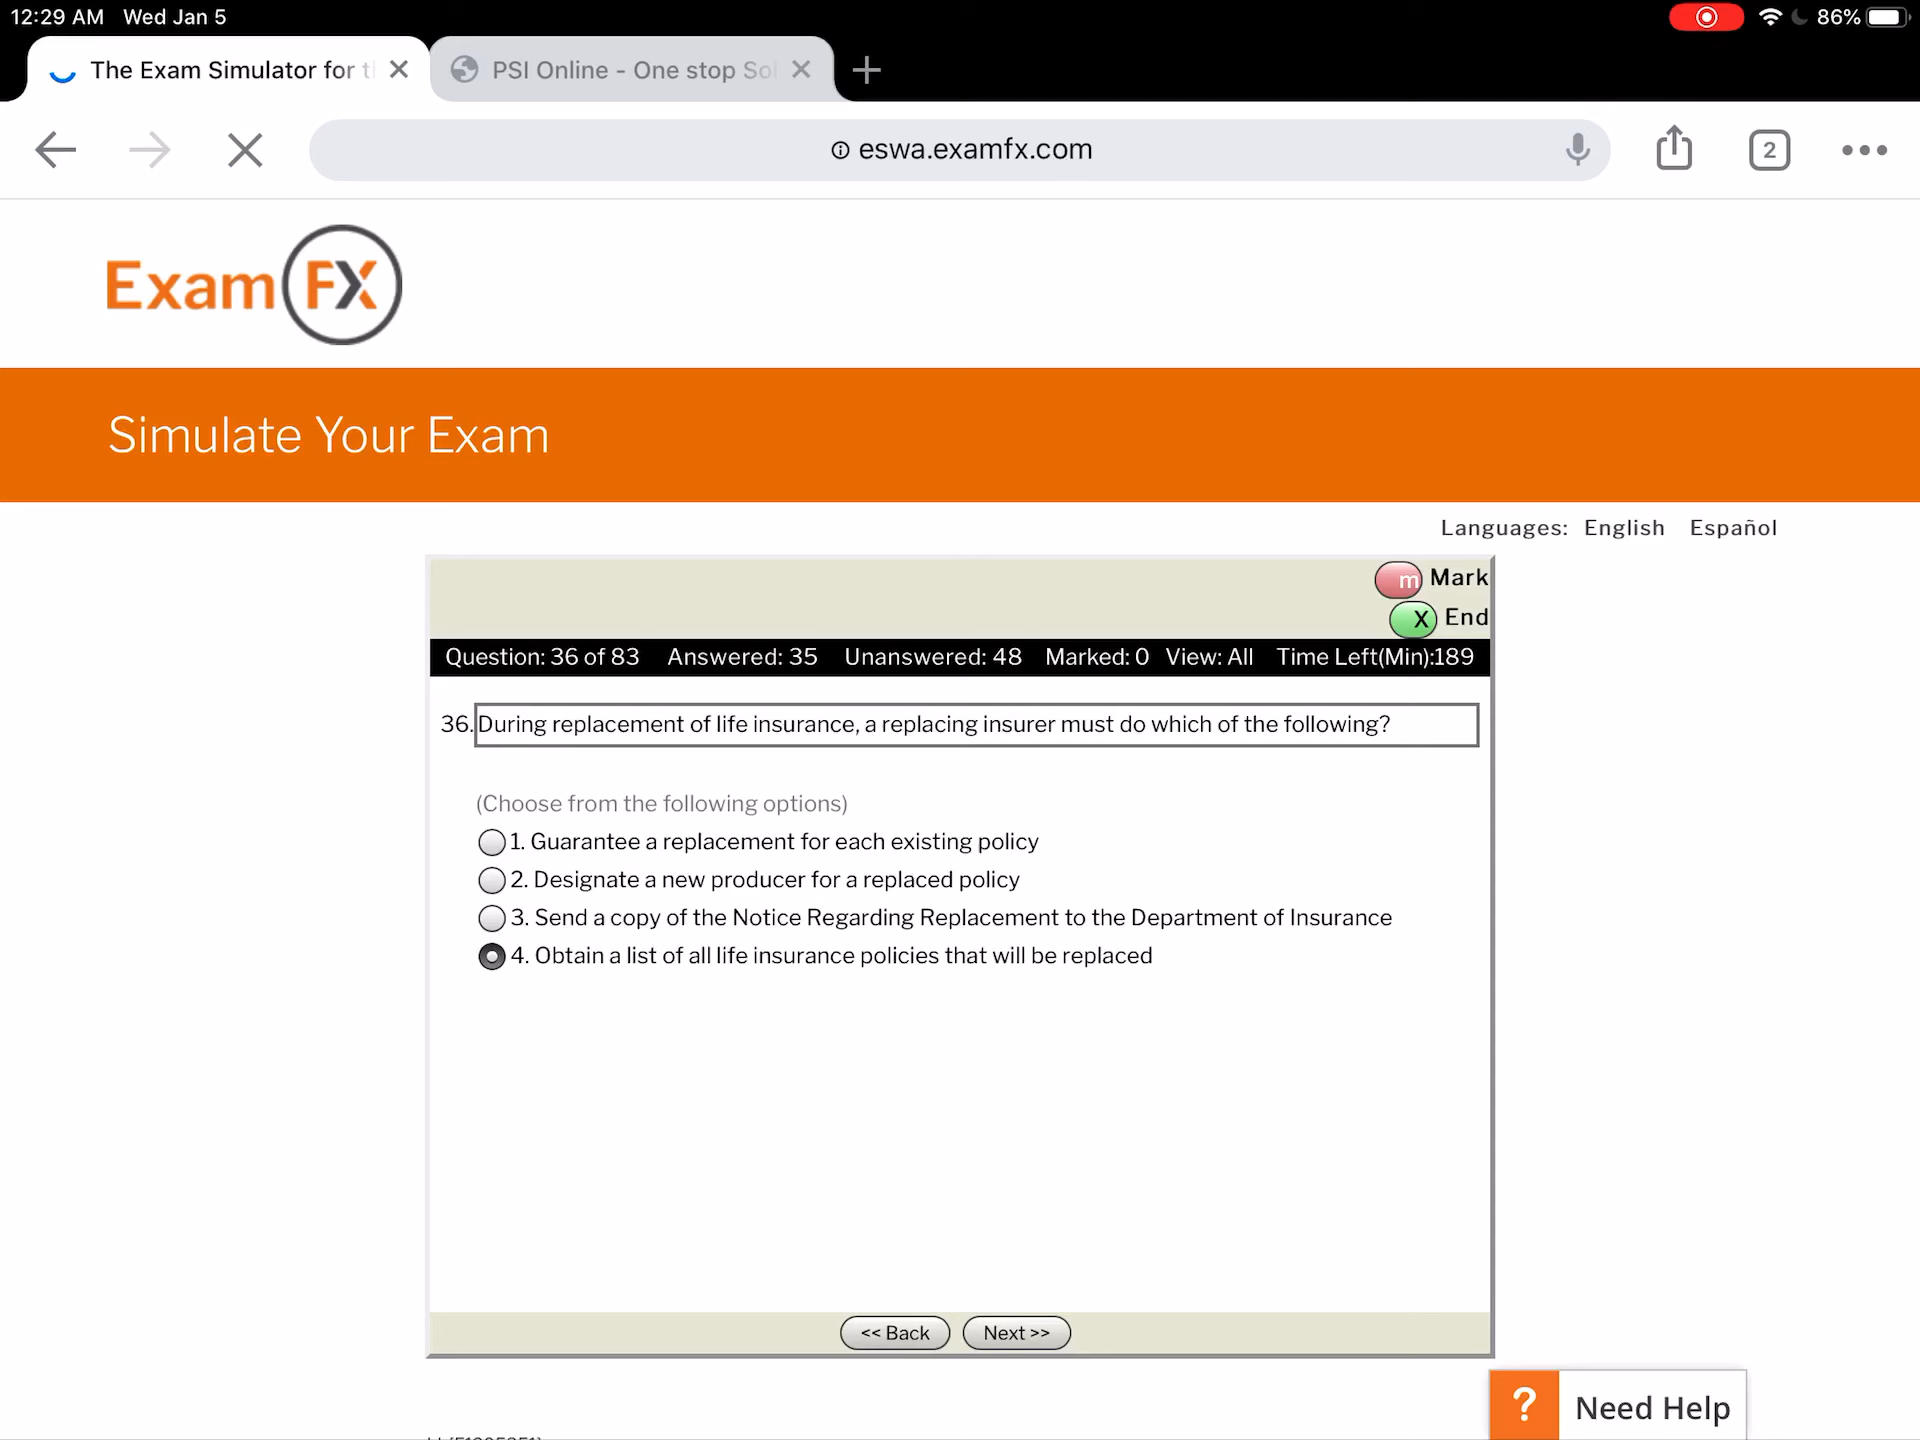 12:29 AM Wed Jan 5
86%
The Exam Simulator for t
PSI Online - One stop Sol
eswa.examfx.com
2
Exam FX
Simulate Your Exam
Languages: English Español
m Mark
X End
Question: 36 of 83 Answered: 35 Unanswered: 48 Marked: 0 View: All Time Left(Min):189
36. During replacement of life insurance, a replacing insurer must do which of the following?
(Choose from the following options)
1. Guarantee a replacement for each existing policy
2. Designate a new producer for a replaced policy
3. Send a copy of the Notice Regarding Replacement to the Department of Insurance
4. Obtain a list of all life insurance policies that will be replaced
<< Back Next >>
? Need Help